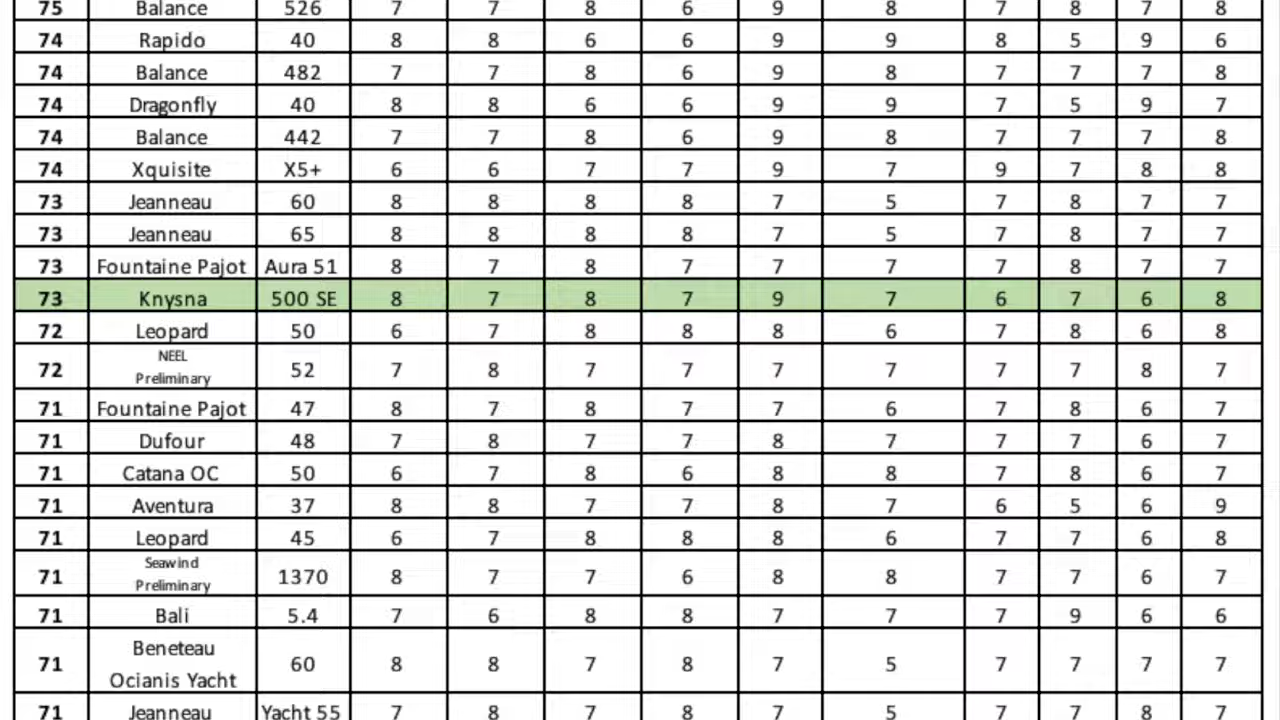 75 Balance 526 7 7 8 6 9 8 7 8 7 8
74 Rapido 40 8 8 6 6 9 9 8 5 9 6
74 Balance 482 7 7 8 6 9 8 7 7 7 8
74 Dragonfly 40 8 8 6 6 9 9 7 5 9 7
74 Balance 442 7 7 8 6 9 8 7 7 7 8
74 Xquisite X5+ 6 6 7 7 9 7 9 7 8 8
73 Jeanneau 60 8 8 8 8 7 5 7 8 7 7
73 Jeanneau 65 8 8 8 8 7 5 7 8 7 7
73 Fountaine Pajot Aura 51 8 7 8 7 7 7 7 8 7 7
73 Knysna 500 SE 8 7 8 7 9 7 6 7 6 8
72 Leopard 50 6 7 8 8 8 6 7 8 6 8
NEEL
72 Preliminary 52 7 8 7 7 7 7 7 7 8 7
71 Fountaine Pajot 47 8 7 8 7 7 6 7 8 6 7
71 Dufour 48 7 8 7 7 8 7 7 7 6 7
71 Catana OC 50 6 7 8 6 8 8 7 8 6 7
71 Aventura 37 8 8 7 7 8 7 6 5 6 9
71 Leopard 45 6 7 8 8 8 6 7 7 6 8
Seawind
71 Preliminary 1370 8 7 7 6 8 8 7 7 6 7
71 Bali 5.4 7 6 8 8 7 7 7 9 6 6
Beneteau
71 Ocianis Yacht 60 8 8 7 8 7 5 7 7 7 7
71 Jeanneau Yacht 55 7 8 7 8 7 5 7 7 8 7